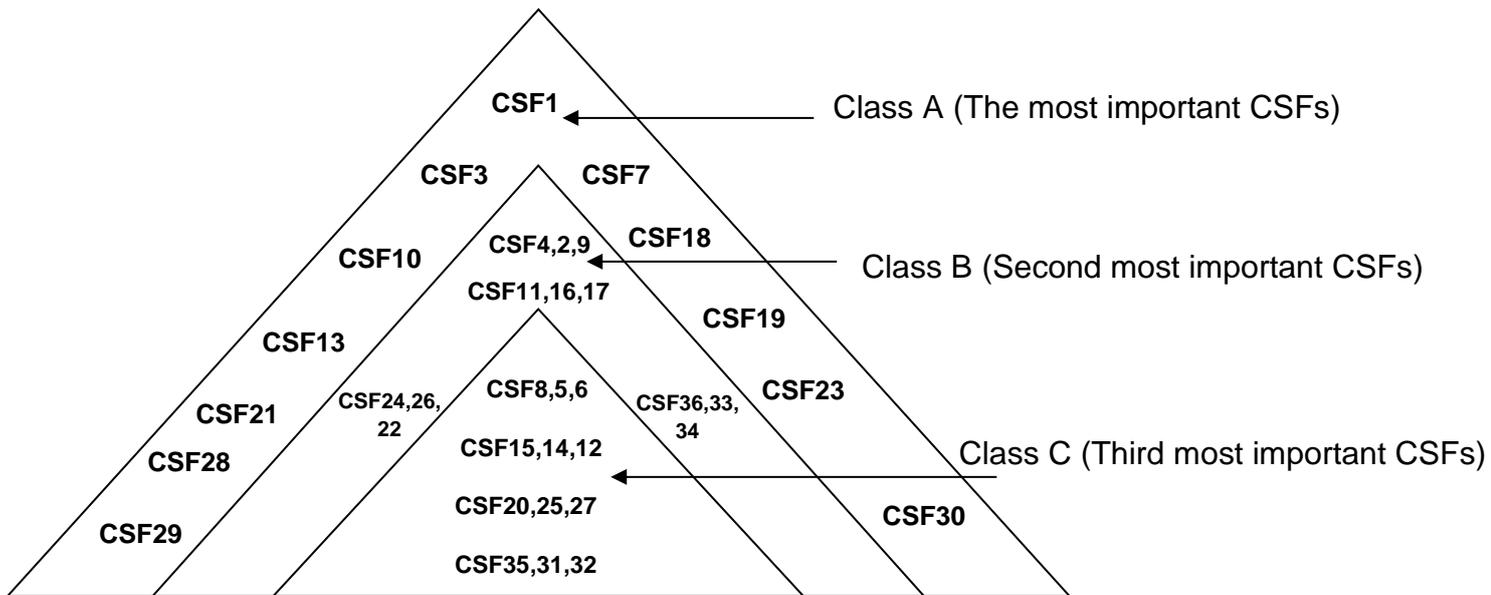 CSF1
Class A (The most important CSFs)
CSF3
CSF7
CSF18
CSF4,2,9
CSF10
Class B (Second most important CSFs)
CSF11,16,17
CSF19
CSF13
CSF8,5,6
CSF23
CSF24,26,
22
CSF36,33,
34
CSF21
CSF15,14,12
Class C (Third most important CSFs)
CSF28
CSF20,25,27
CSF30
CSF29
CSF35,31,32